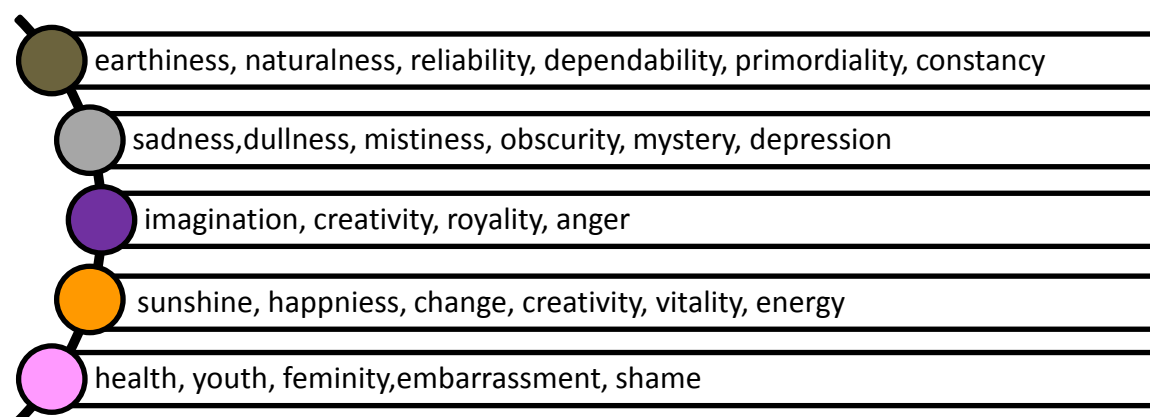 earthiness, naturalness, reliability, dependability, primordiality, constancy
sadness,dullness, mistiness, obscurity, mystery, depression
imagination, creativity, royality, anger
sunshine, happniess, change, creativity, vitality, energy
health, youth, feminity,embarrassment, shame